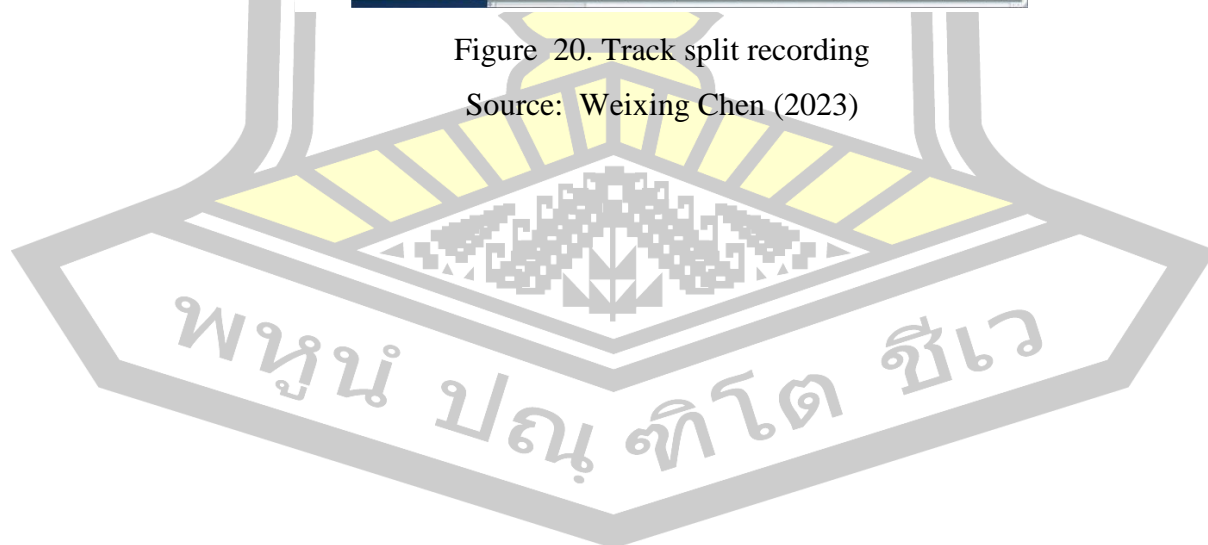 Figure 20. Track split recording
Source: Weixing Chen (2023)
พหูนํ ปณฺฑิโต ชีเว